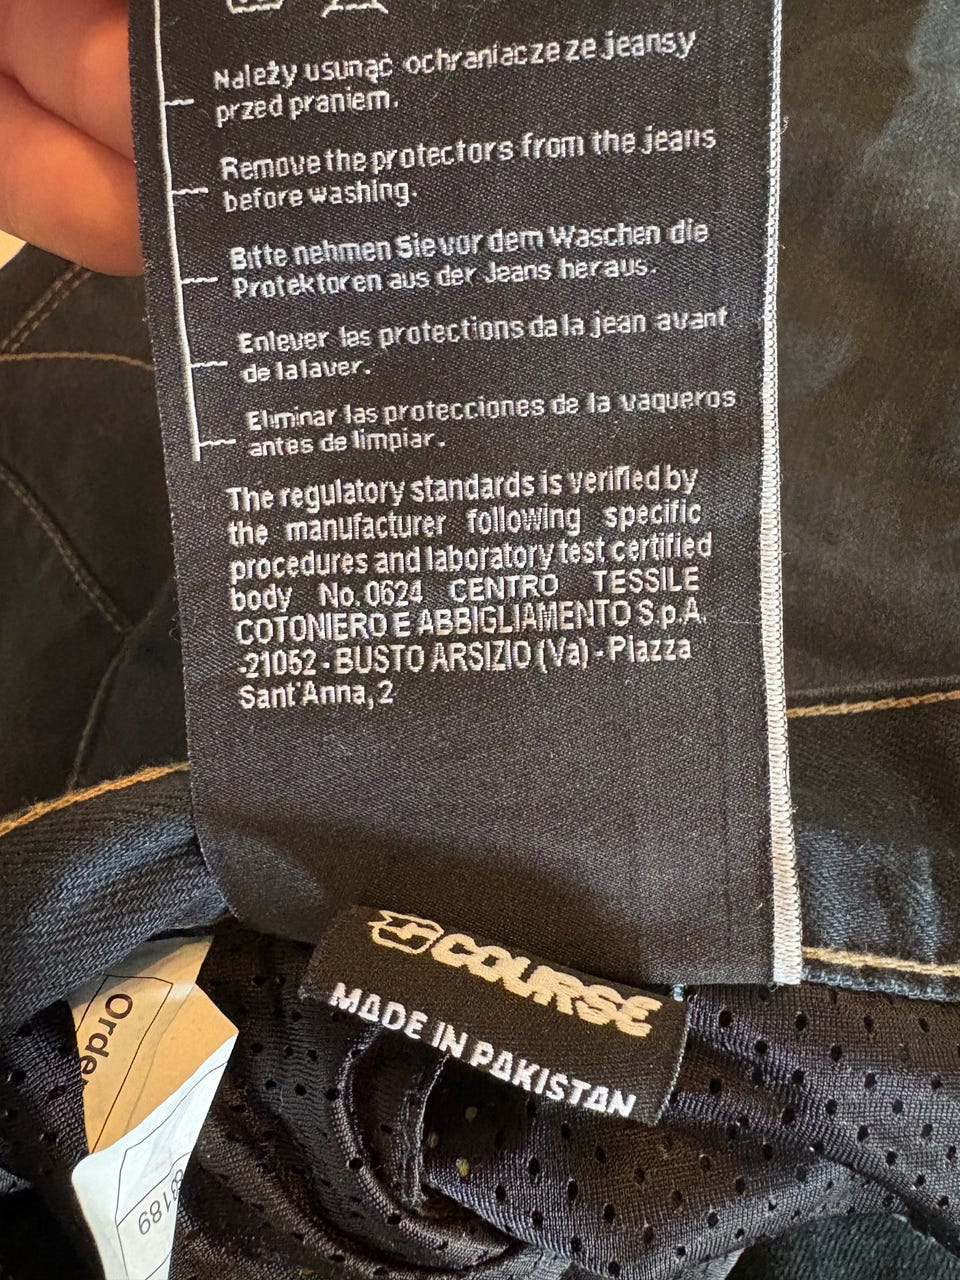 Należy usunąć ochraniacze ze jeansy
przed praniem.
Remove the protectors from the jeans
before washing.
Bitte nehmen Sie vor dem Waschen die
Protektoren aus der Jeans heraus.
Enlever las protections da la jean avant
de la laver.
Eliminar las protecciones de la vaqueros
antes de limpiar.
The regulatory standards is verified by
the manufacturer following specific
procedures and laboratory test certified
body No. 0624 CENTRO TESSILE
COTONIERO E ABBIGLIAMENTO S.p.A.
-21052 - BUSTO ARSIZIO (Va) - Piazza
Sant'Anna, 2
COURSE
MADE IN PAKISTAN
Orde